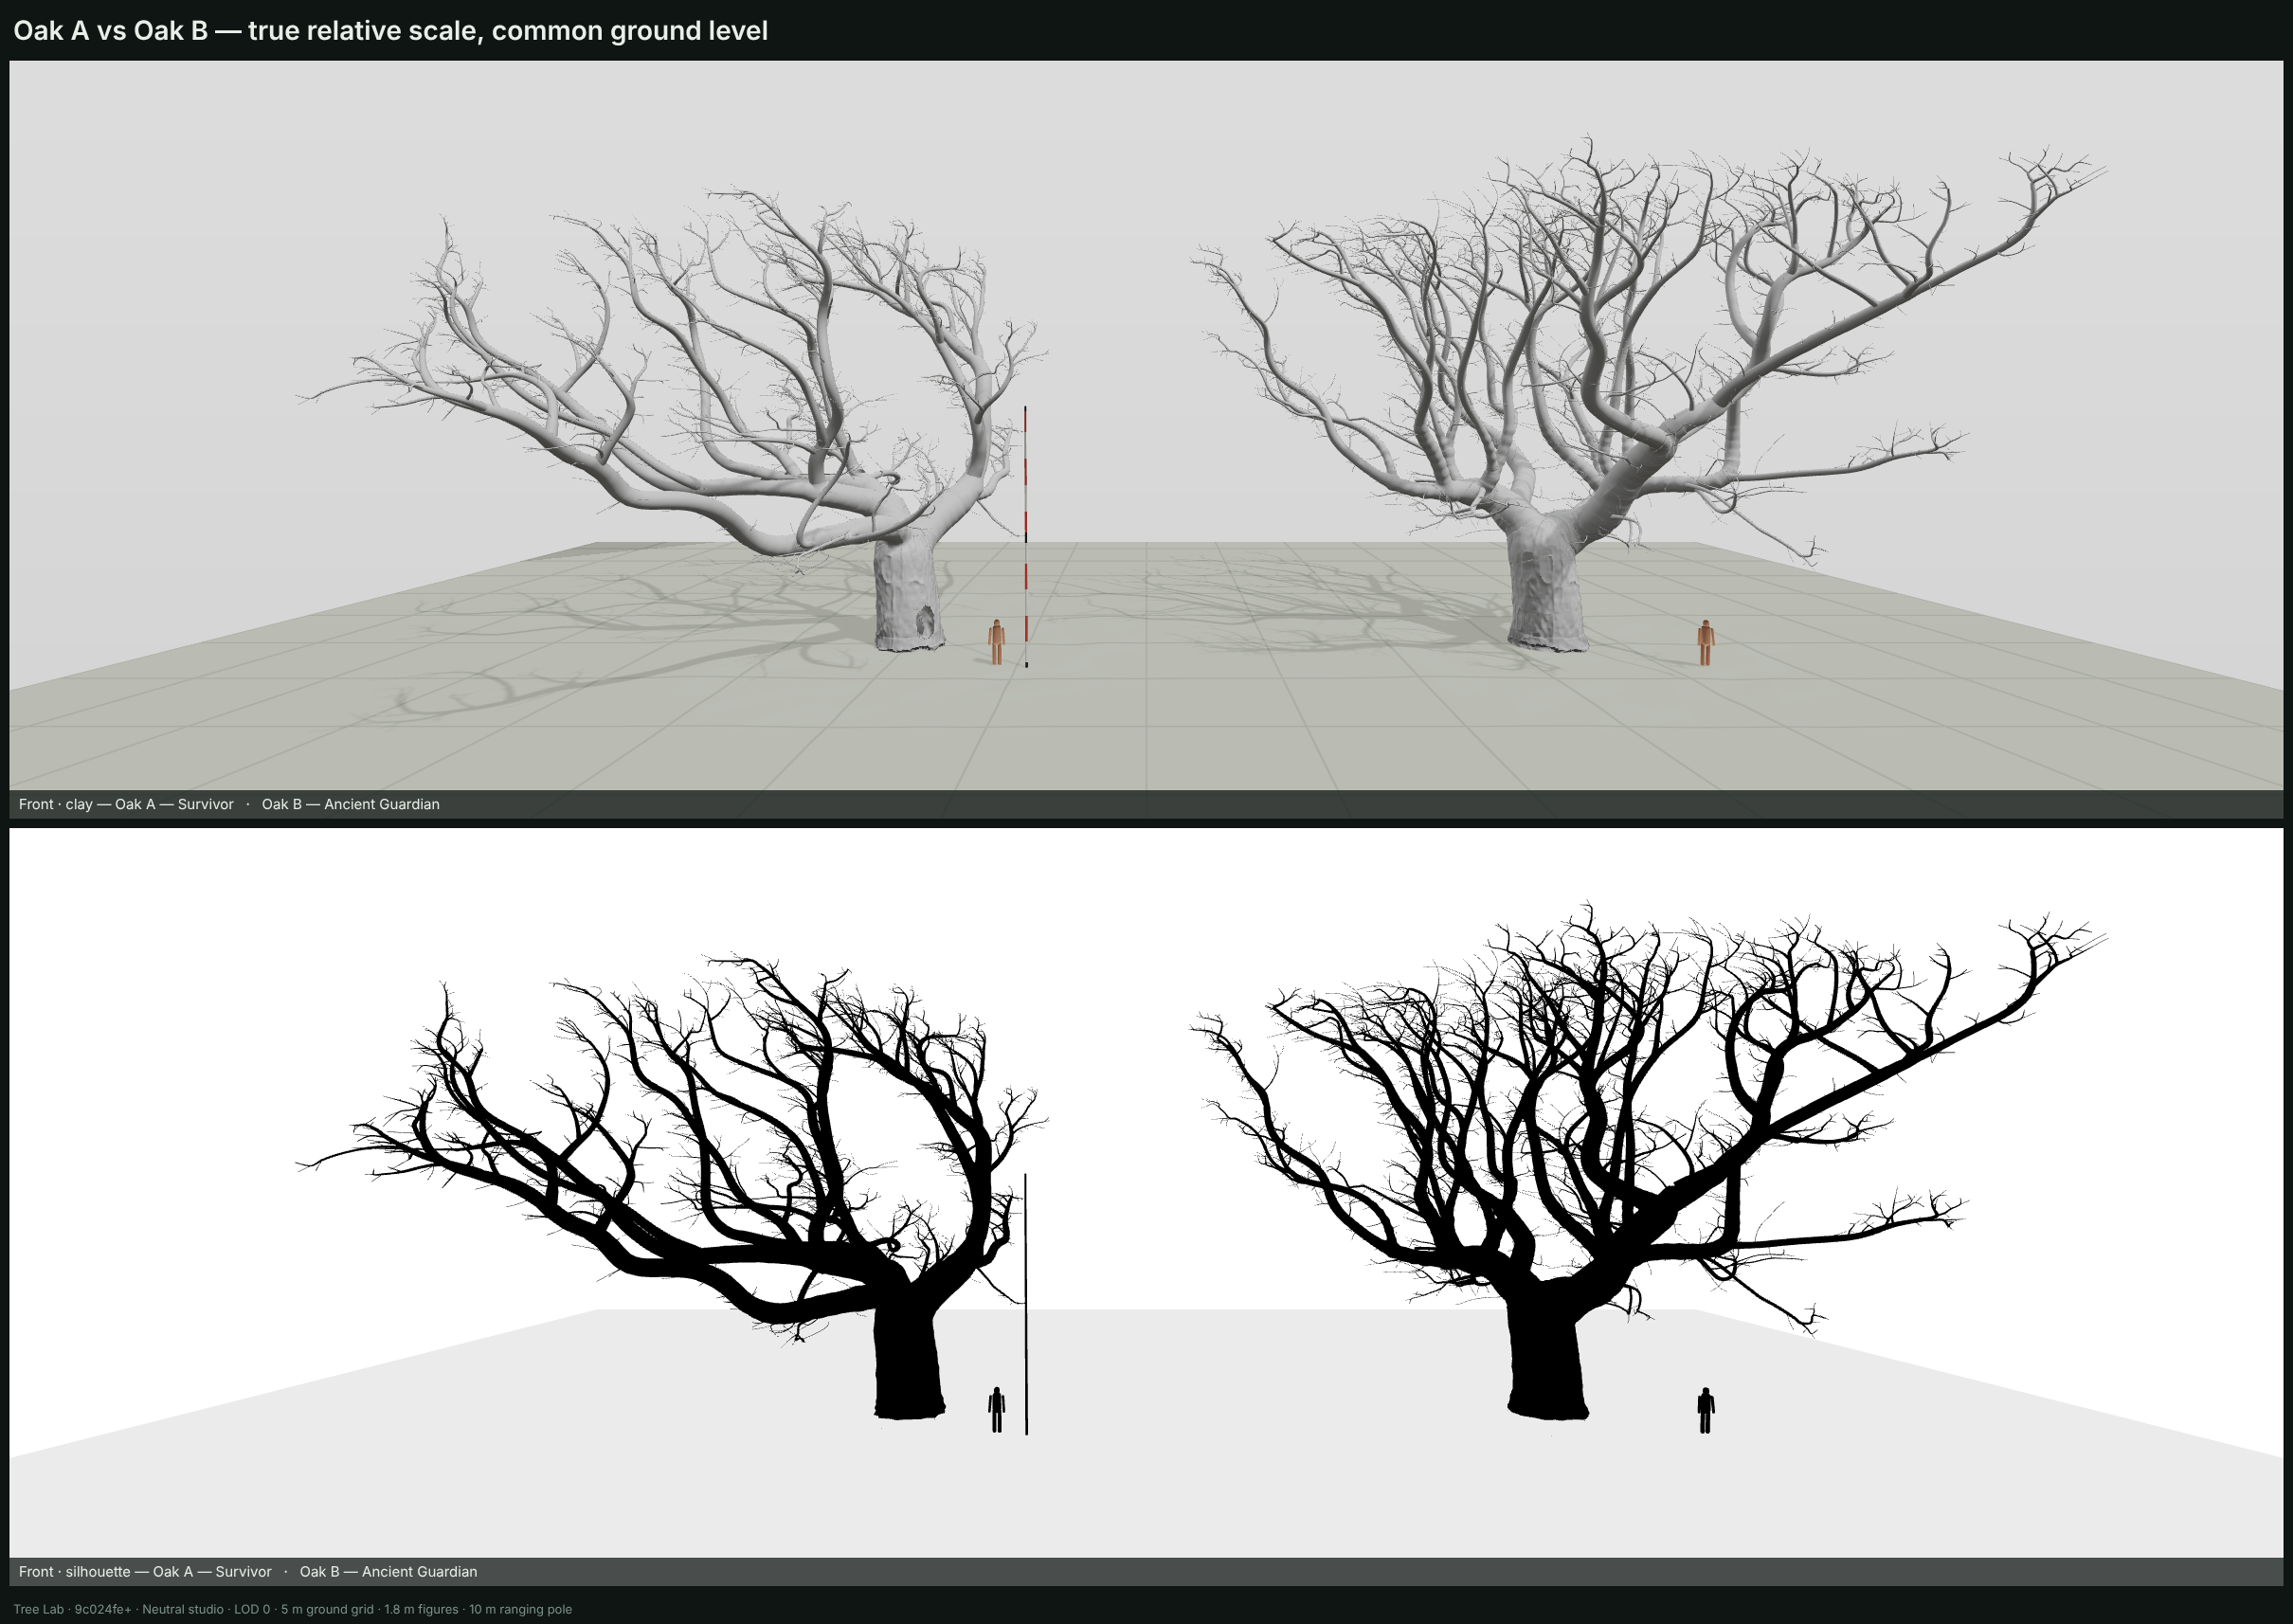 Oak A vs Oak B — true relative scale, common ground level
Front · clay — Oak A — Survivor · Oak B — Ancient Guardian
Front · silhouette — Oak A — Survivor · Oak B — Ancient Guardian
Tree Lab · 9c024fe+ · Neutral studio · LOD 0 · 5 m ground grid · 1.8 m figures · 10 m ranging pole